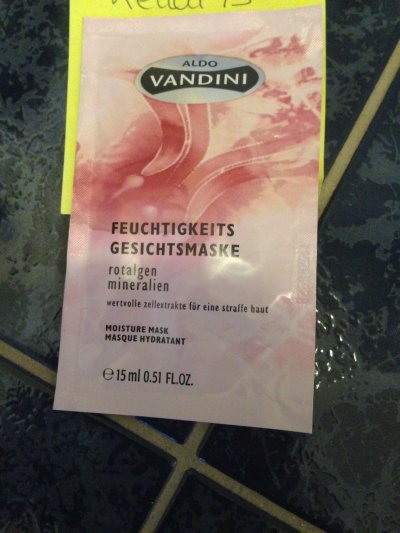 ALDO
VANDINI
FEUCHTIGKEITS
GESICHTSMASKE
rotalgen
mineralien
wertvolle zellextrakte für eine straffe haut
MOISTURE MASK
MASQUE HYDRATANT
℮ 15 ml 0.51 FL.OZ.